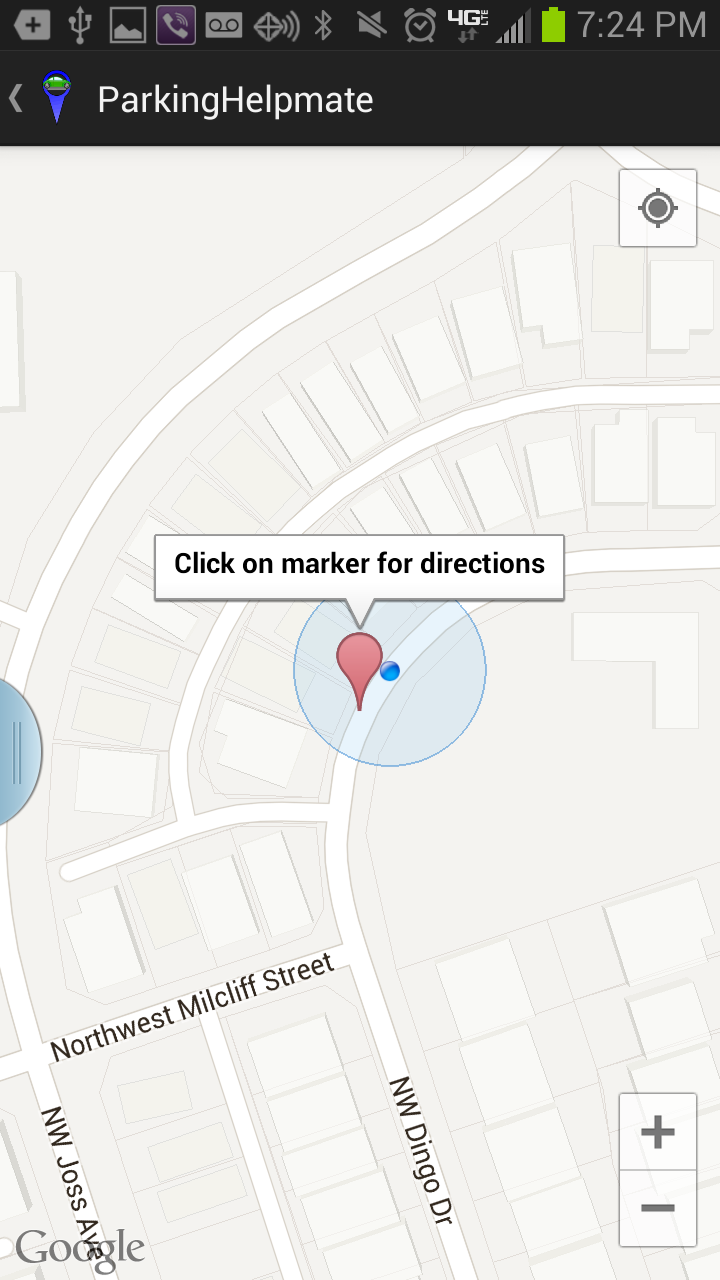 4G LTE 7:24 PM
ParkingHelpmate
Click on marker for directions
Northwest Milcliff Street
NW Joss Ave
NW Dingo Dr
Google